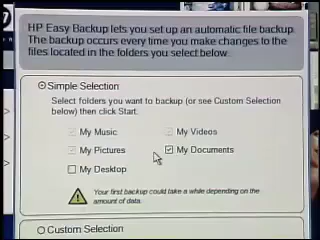 HP Easy Backup lets you set up an automatic file backup.
The backup occurs every time you make changes to the
files located in the folders you select below.
Simple Selection
Select folders you want to backup (or see Custom Selection
below) then click Start.
My Music
My Videos
My Pictures
My Documents
My Desktop
Your first backup could take a while depending on the
amount of data.
Custom Selection